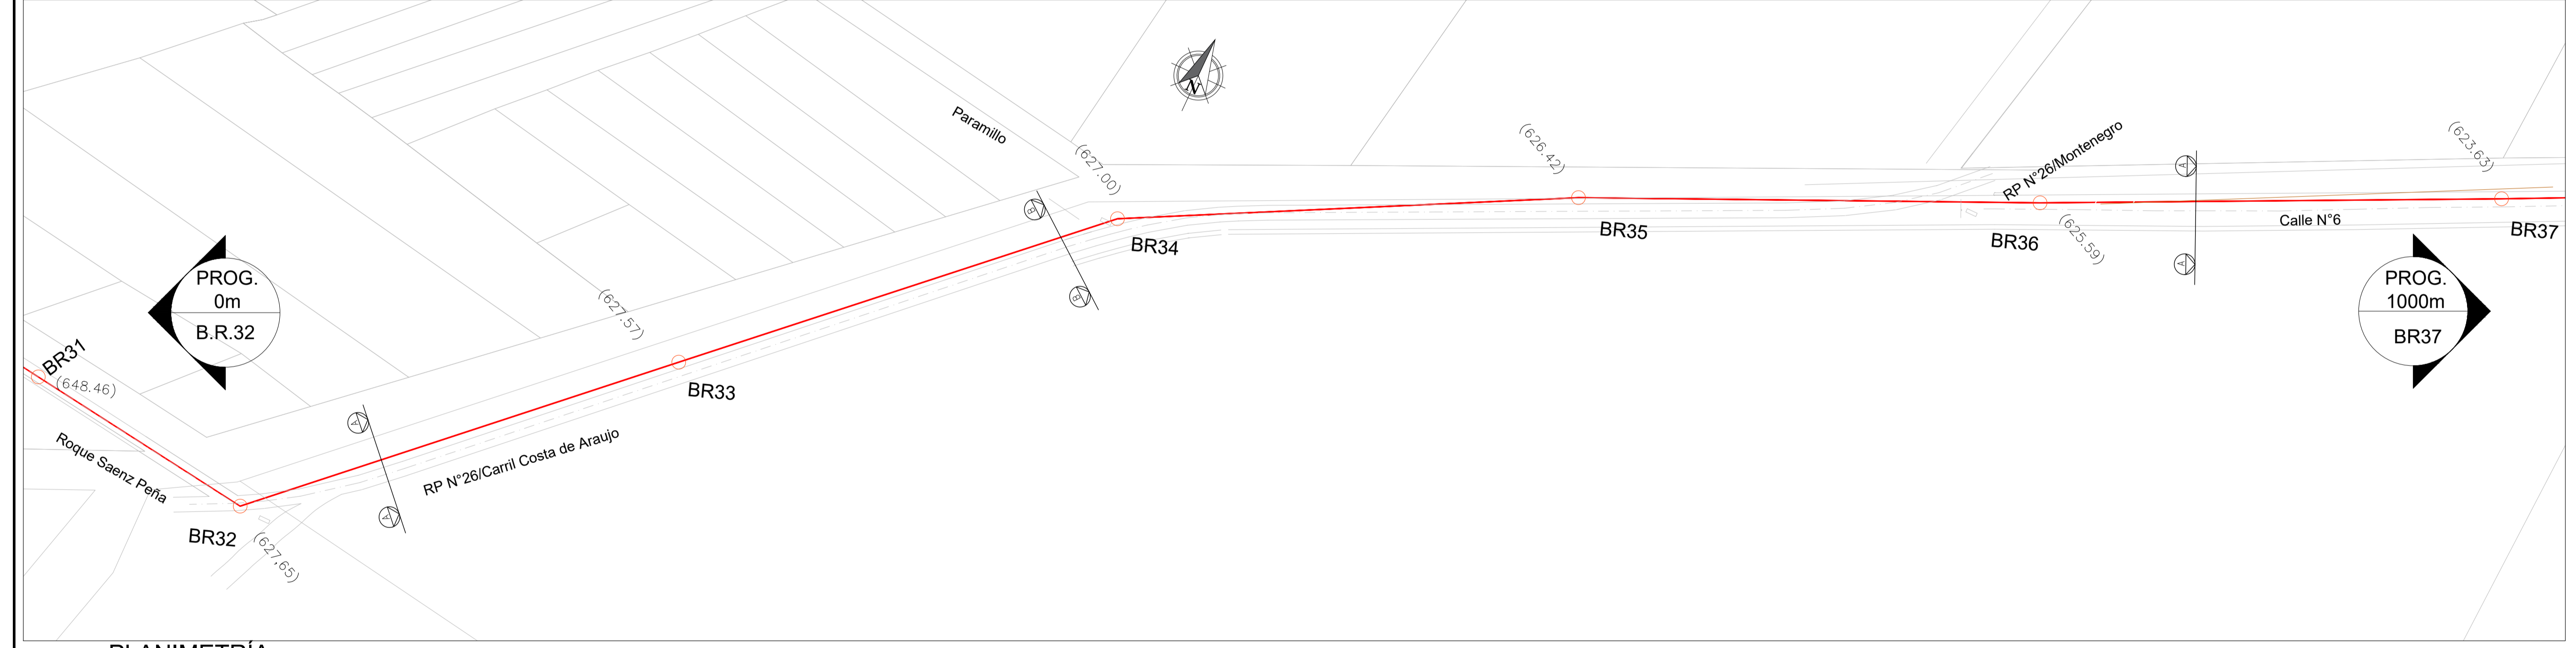 Paramillo
N
(627.00)
(626.42)
RP N°26/Montenegro
(623.63)
A
A
B
B
BR34
BR35
BR36
(625.59)
Calle N°6
BR37
PROG.
0m
B.R.32
PROG.
1000m
BR37
(627.57)
BR31
(648.46)
BR33
A
A
RP N°26/Carril Costa de Araujo
Roque Saenz Peña
BR32
(627,65)
PLANIMETRÍA